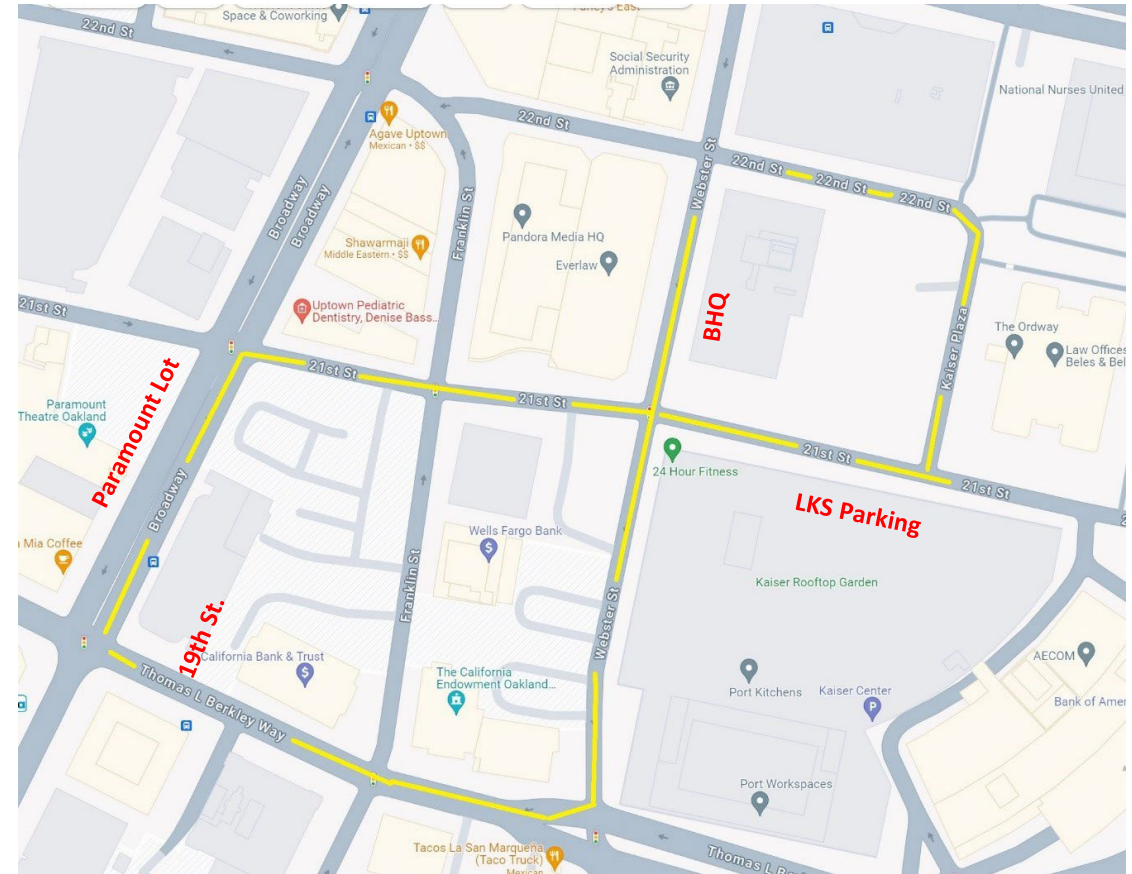 Space & Coworking
22nd St
Farley's East
Social Security
Administration
National Nurses United
Agave Uptown
Mexican • $$
22nd St
Webster St
22nd St
22nd St
22nd St
Broadway
Broadway
Franklin St
Pandora Media HQ
Everlaw
Shawarmaji
Middle Eastern • $$
BHQ
21st St
Uptown Pediatric
Dentistry, Denise Bass...
Kaiser Plaza
The Ordway
Law Offices
Beles & Bel
Paramount Lot
21st St
21st St
Paramount
Theatre Oakland
24 Hour Fitness
21st St
21st St
LKS Parking
Broadway
Wells Fargo Bank
Mia Coffee
Kaiser Rooftop Garden
Franklin St
Webster St
19th St.
California Bank & Trust
The California
Endowment Oakland...
AECOM
Port Kitchens
Kaiser Center
P
Bank of Amer
Thomas L Berkley Way
Port Workspaces
Tacos La San Marqueña
(Taco Truck)
Mexican
Thomas L B